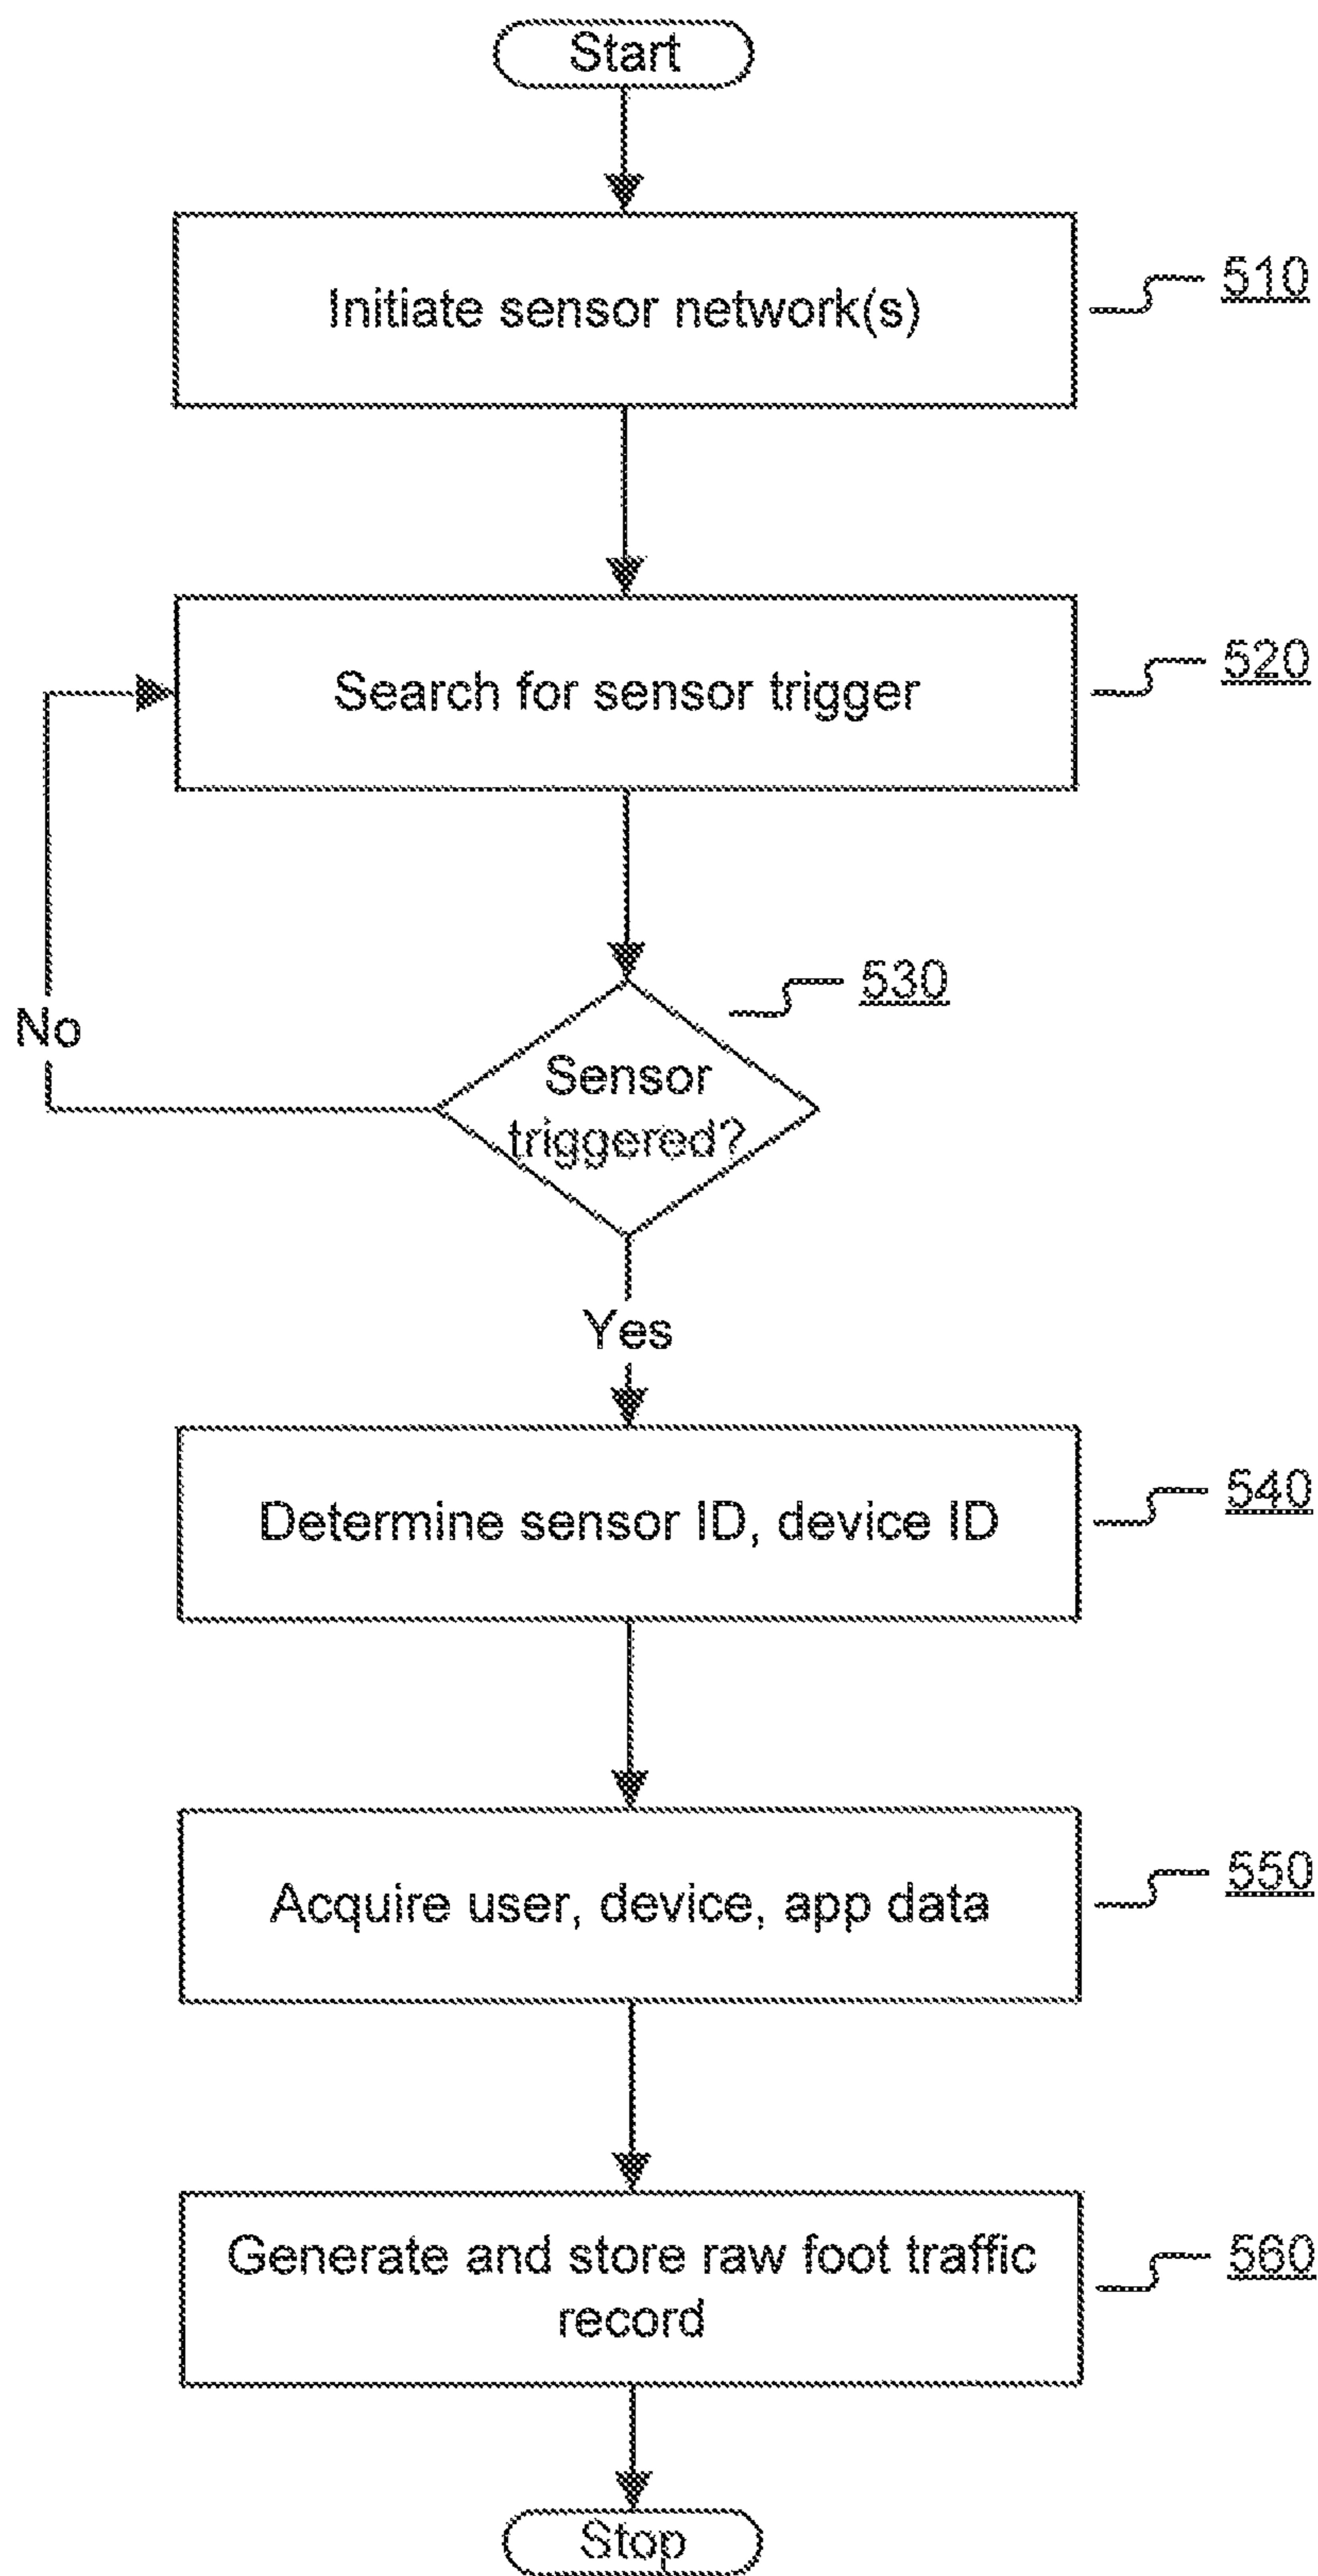 Start
Initiate sensor network(s)
510
Search for sensor trigger
520
530
No
Sensor
triggered?
Yes
Determine sensor ID, device ID
540
Acquire user, device, app data
550
Generate and store raw foot traffic
record
560
Stop